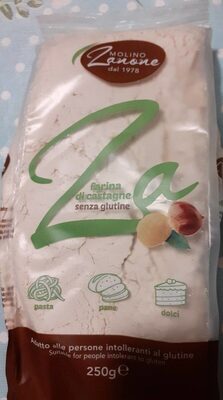 MOLINO
Zanone
dal 1978
Za
farina
di castagne
senza glutine
pasta
pane
dolci
Adatto alle persone intolleranti al glutine
Suitable for people intolerant to gluten
250g e